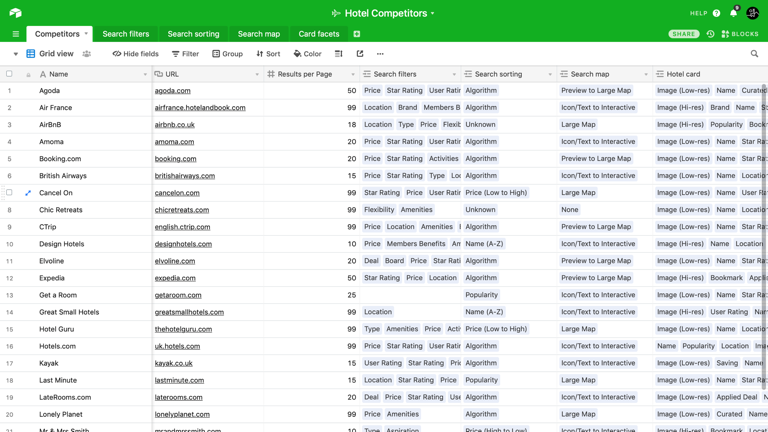 Hotel Competitors
HELP
9
Competitors
Search filters
Search sorting
Search map
Card facets
SHARE
BLOCKS
Grid view
Hide fields
Filter
Group
Sort
Color
Name URL Results per Page Search filters Search sorting Search map Hotel card
1 Agoda agoda.com 50 Price Star Rating User Ratin Algorithm Preview to Large Map Image (Low-res) Name Curated
2 Air France airfrance.hotelandbook.com 99 Location Brand Members B Algorithm Icon/Text to Interactive Image (Hi-res) Brand Name S
3 AirBnB airbnb.co.uk 18 Location Type Price Flexib Unknown Large Map Image (Hi-res) Popularity Book
4 Amoma amoma.com 20 Price Star Rating User Ratin Algorithm Icon/Text to Interactive Image (Low-res) Name Star Ra
5 Booking.com booking.com 20 Price Star Rating Activities Algorithm Preview to Large Map Image (Low-res) Name Star Ra
6 British Airways britishairways.com 15 Price Star Rating Type Lo Algorithm Icon/Text to Interactive Image (Low-res) Name Locatio
Cancel On cancelon.com 99 Star Rating Price User Ratin Price (Low to High) Large Map Image (Low-res) Name User R
8 Chic Retreats chicretreats.com 99 Flexibility Amenities Unknown None Image (Low-res) Name Locatio
9 CTrip english.ctrip.com 99 Price Location Amenities Algorithm Preview to Large Map Image (Low-res) Name Star Ra
10 Design Hotels designhotels.com 10 Price Members Benefits Am Name (A-Z) Icon/Text to Interactive Image (Hi-res) Name Location
11 Elvoline elvoline.com 20 Deal Board Price Star Rati Algorithm Preview to Large Map Image (Low-res) Name Star Ra
12 Expedia expedia.com 50 Star Rating Price Location Algorithm Preview to Large Map Image (Hi-res) Bookmark Appli
13 Get a Room getaroom.com 25 Popularity Icon/Text to Interactive Image (Low-res) Name Star Ra
14 Great Small Hotels greatsmallhotels.com Location Name (A-Z) Icon/Text to Interactive Image (Hi-res) User Rating Nam
15 Hotel Guru thehotelguru.com 99 Type Amenities Price Activ Price (Low to High) Large Map Image (Low-res) Name Locatio
16 Hotels.com uk.hotels.com 99 Price Star Rating User Ratin Algorithm Icon/Text to Interactive Name Popularity Location Ima
17 Kayak kayak.co.uk 15 User Rating Star Rating Pric Algorithm Icon/Text to Interactive Image (Low-res) Saving Name
18 Last Minute lastminute.com 15 Location Star Rating Price Popularity Large Map Image (Low-res) Name Star Ra
19 LateRooms.com laterooms.com 20 Deal Price Star Rating Use Algorithm Icon/Text to Interactive Image (Low-res) Applied Deal N
20 Lonely Planet lonelyplanet.com 99 Price Amenities Algorithm Icon/Text to Interactive Image (Low-res) Curated Name
21 Mr & Mrs Smith mrandmrssmith.com 10 Type Aspiration Price (High to Low) Icon/Text to Interactive Image (Hi-res) Bookmark Locat